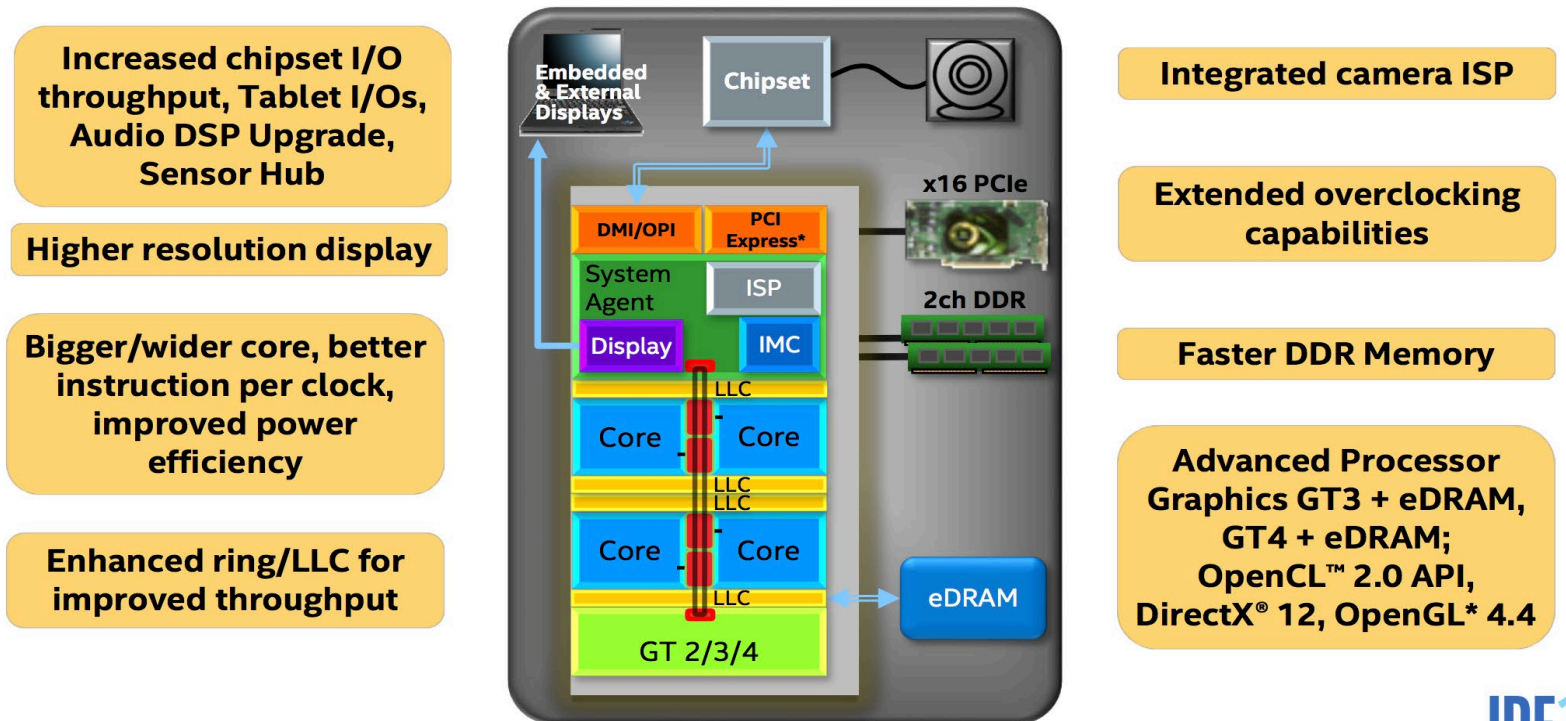 Increased chipset I/O
throughput, Tablet I/Os,
Audio DSP Upgrade,
Sensor Hub
Higher resolution display
Bigger/wider core, better
instruction per clock,
improved power
efficiency
Enhanced ring/LLC for
improved throughput
Embedded
& External
Displays
Chipset
x16 PCIe
DMI/OPI
PCI
Express*
System
Agent
ISP
2ch DDR
Display
IMC
LLC
Core
Core
LLC
LLC
Core
Core
LLC
eDRAM
GT 2/3/4
Integrated camera ISP
Extended overclocking
capabilities
Faster DDR Memory
Advanced Processor
Graphics GT3 + eDRAM,
GT4 + eDRAM;
OpenCL™ 2.0 API,
DirectX® 12, OpenGL* 4.4